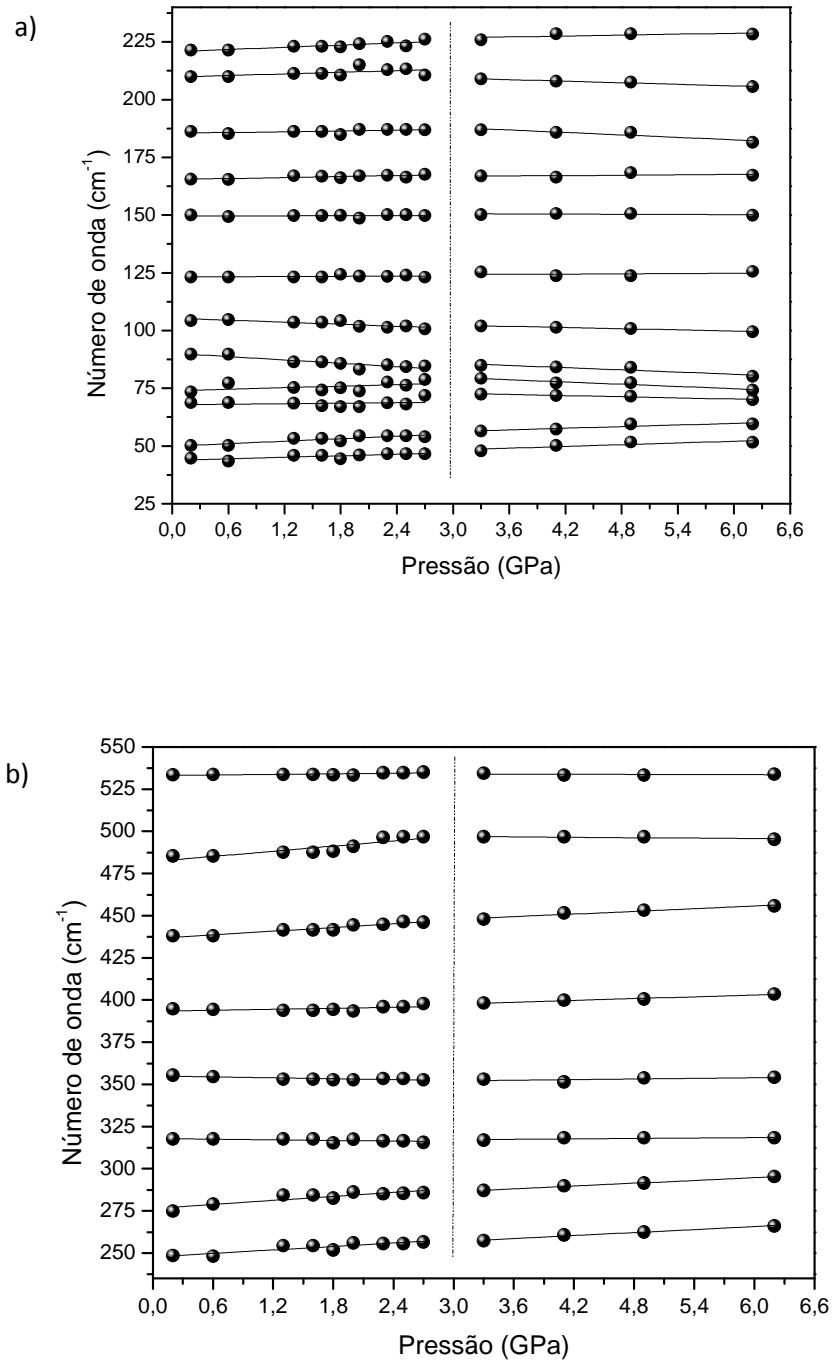 a)
225
200
175
150
125
100
75
50
25
Número de onda (cm-1)
0,0 0,6 1,2 1,8 2,4 3,0 3,6 4,2 4,8 5,4 6,0 6,6
Pressão (GPa)
b)
550
525
500
475
450
425
400
375
350
325
300
275
250
Número de onda (cm-1)
0,0 0,6 1,2 1,8 2,4 3,0 3,6 4,2 4,8 5,4 6,0 6,6
Pressão (GPa)